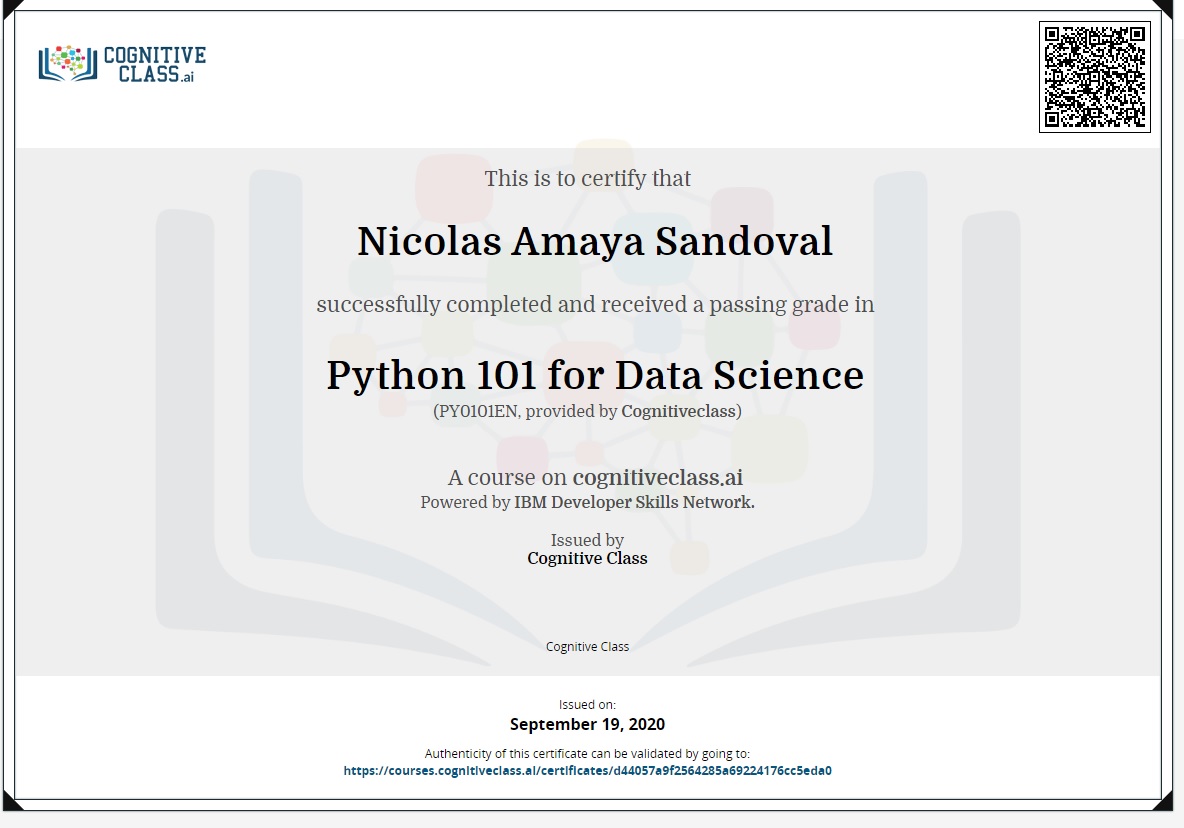 COGNITIVE
CLASS.ai
This is to certify that
Nicolas Amaya Sandoval
successfully completed and received a passing grade in
Python 101 for Data Science
(PY0101EN, provided by Cognitiveclass)
A course on cognitiveclass.ai
Powered by IBM Developer Skills Network.
Issued by
Cognitive Class
Cognitive Class
Issued on:
September 19, 2020
Authenticity of this certificate can be validated by going to:
https://courses.cognitiveclass.ai/certificates/d44057a9f2564285a69224176cc5eda0